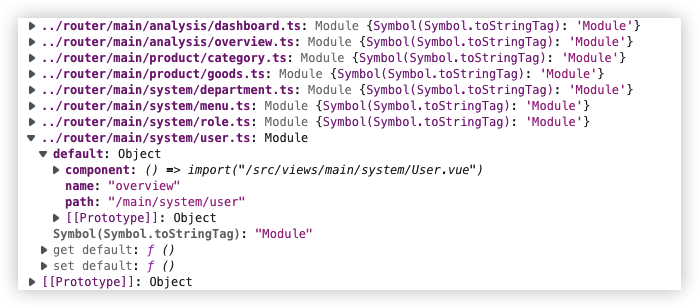 ▶ ../router/main/analysis/dashboard.ts: Module {Symbol(Symbol.toStringTag): 'Module'}
▶ ../router/main/analysis/overview.ts: Module {Symbol(Symbol.toStringTag): 'Module'}
▶ ../router/main/product/category.ts: Module {Symbol(Symbol.toStringTag): 'Module'}
▶ ../router/main/product/goods.ts: Module {Symbol(Symbol.toStringTag): 'Module'}
▶ ../router/main/system/department.ts: Module {Symbol(Symbol.toStringTag): 'Module'}
▶ ../router/main/system/menu.ts: Module {Symbol(Symbol.toStringTag): 'Module'}
▶ ../router/main/system/role.ts: Module {Symbol(Symbol.toStringTag): 'Module'}
▼ ../router/main/system/user.ts: Module
▼ default: Object
▶ component: () => import("/src/views/main/system/User.vue")
name: "overview"
path: "/main/system/user"
▶ [[Prototype]]: Object
Symbol(Symbol.toStringTag): "Module"
▶ get default: ƒ ()
▶ set default: ƒ ()
▶ [[Prototype]]: Object